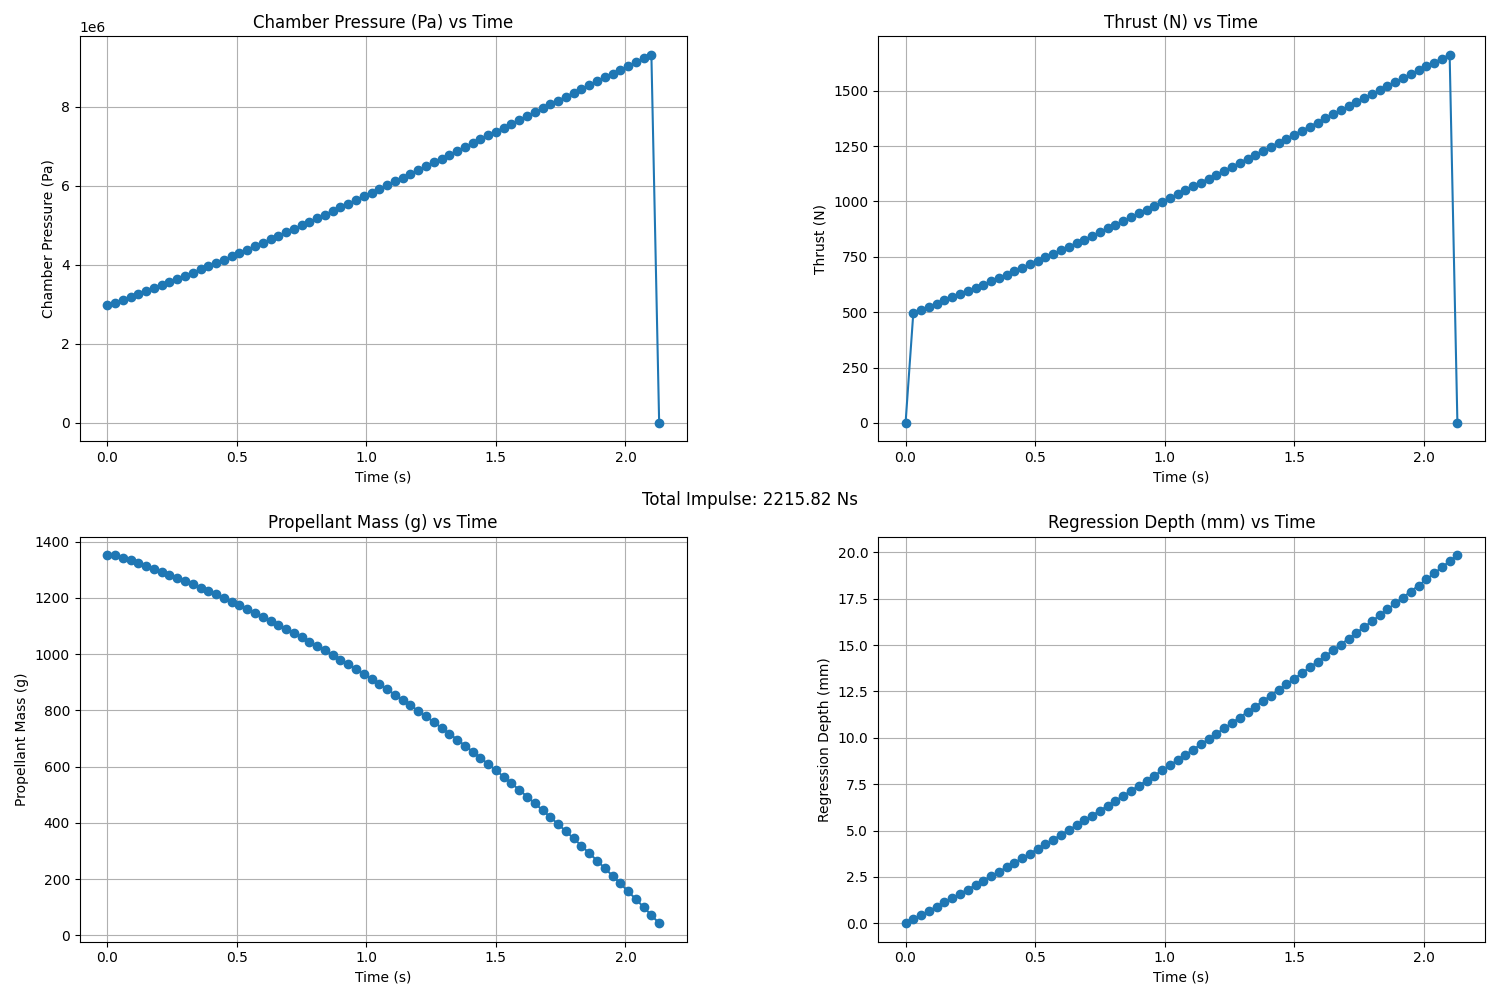 Chamber Pressure (Pa) vs Time
1e6
Chamber Pressure (Pa)
8
6
4
2
0
0.0 0.5 1.0 1.5 2.0
Time (s)
Thrust (N) vs Time
Thrust (N)
1500
1250
1000
750
500
250
0
0.0 0.5 1.0 1.5 2.0
Time (s)
Total Impulse: 2215.82 Ns
Propellant Mass (g) vs Time
Propellant Mass (g)
1400
1200
1000
800
600
400
200
0
0.0 0.5 1.0 1.5 2.0
Time (s)
Regression Depth (mm) vs Time
Regression Depth (mm)
20.0
17.5
15.0
12.5
10.0
7.5
5.0
2.5
0.0
0.0 0.5 1.0 1.5 2.0
Time (s)